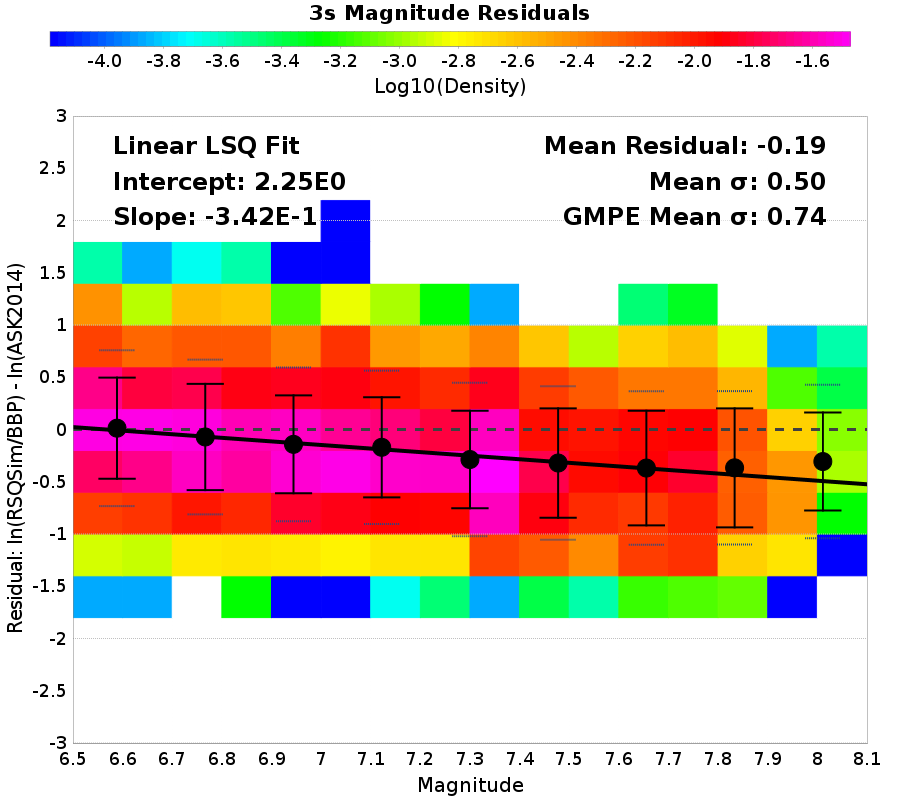 3s Magnitude Residuals
-4.0 -3.8 -3.6 -3.4 -3.2 -3.0 -2.8 -2.6 -2.4 -2.2 -2.0 -1.8 -1.6
Log10(Density)
Linear LSQ Fit
Intercept: 2.25E0
Slope: -3.42E-1
Mean Residual: -0.19
Mean σ: 0.50
GMPE Mean σ: 0.74
Residual: ln(RSQSim/BBP) - ln(ASK2014)
3
2.5
2
1.5
1
0.5
0
-0.5
-1
-1.5
-2
-2.5
-3
6.5 6.6 6.7 6.8 6.9 7 7.1 7.2 7.3 7.4 7.5 7.6 7.7 7.8 7.9 8 8.1
Magnitude